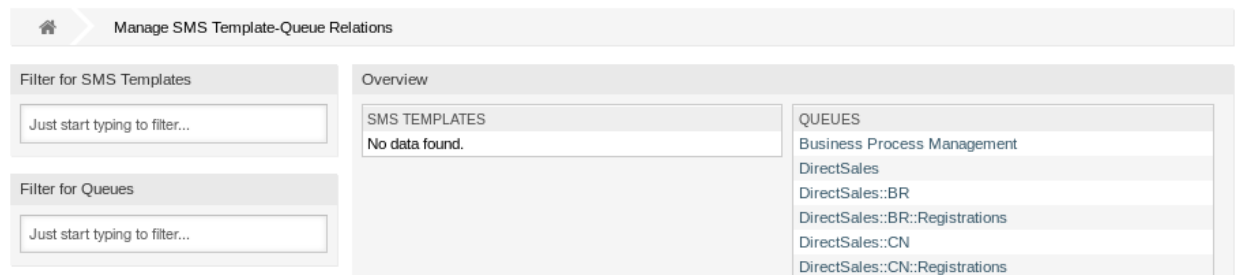 Manage SMS Template-Queue Relations
Filter for SMS Templates
Just start typing to filter...
Filter for Queues
Just start typing to filter...
Overview
SMS TEMPLATES
No data found.
QUEUES
Business Process Management
DirectSales
DirectSales::BR
DirectSales::BR::Registrations
DirectSales::CN
DirectSales::CN::Registrations